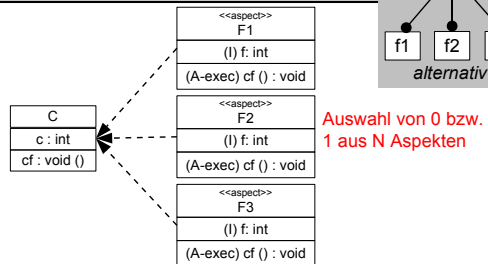 <<aspect>>
F1
(I) f: int
(A-exec) cf () : void
f1
f2
alternativ
C
c : int
cf : void ()
<<aspect>>
F2
(I) f: int
(A-exec) cf () : void
Auswahl von 0 bzw.
1 aus N Aspekten
<<aspect>>
F3
(I) f: int
(A-exec) cf () : void